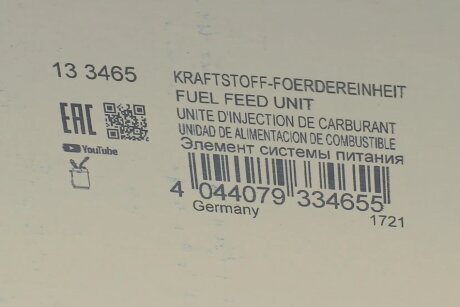 13 3465
KRAFTSTOFF-FOERDEREINHEIT
FUEL FEED UNIT
UNITE D'INJECTION DE CARBURANT
UNIDAD DE ALIMENTACION DE COMBUSTIBLE
Элемент системы питания
EAC
YouTube
4 044079 334655
Germany
1721